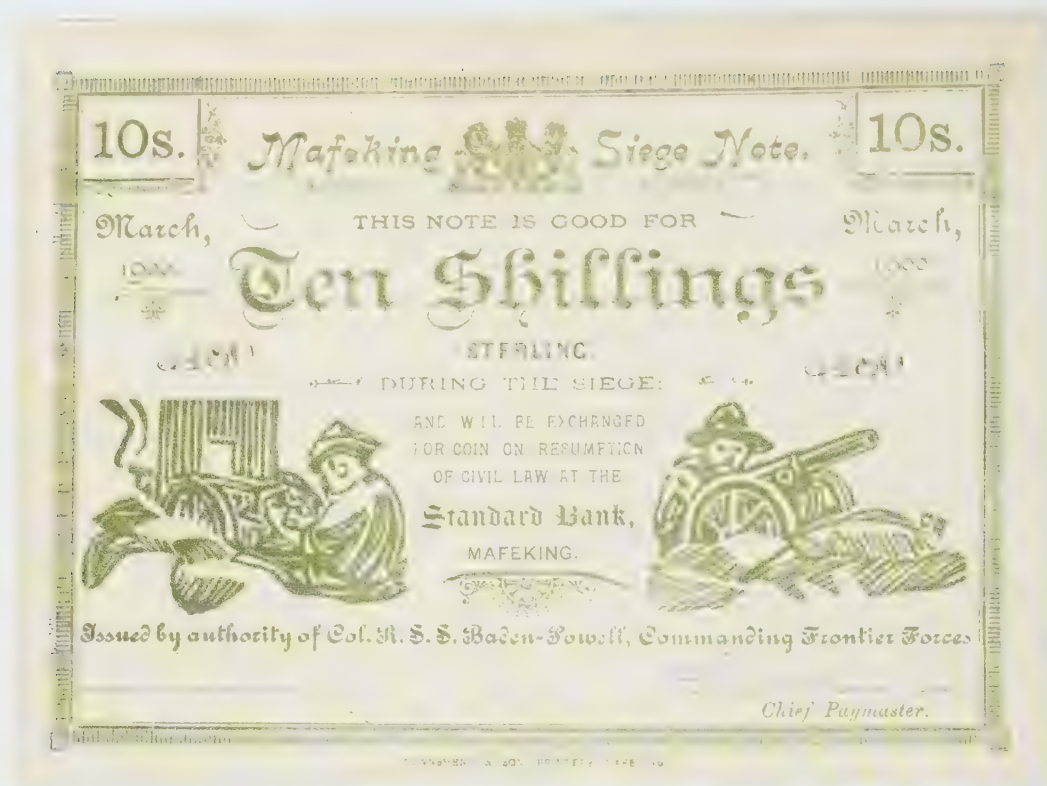 10s. Mafeking Siege Note. 10s.
March, THIS NOTE IS GOOD FOR March,
1900 Ten Shillings 1900
STERLING
DURING THE SIEGE:
AND WILL BE EXCHANGED
FOR COIN ON RESUMPTION
OF CIVIL LAW AT THE
Standard Bank,
MAFEKING.
Issued by authority of Col. R. S. S. Baden-Powell, Commanding Frontier Forces
Chief Paymaster.